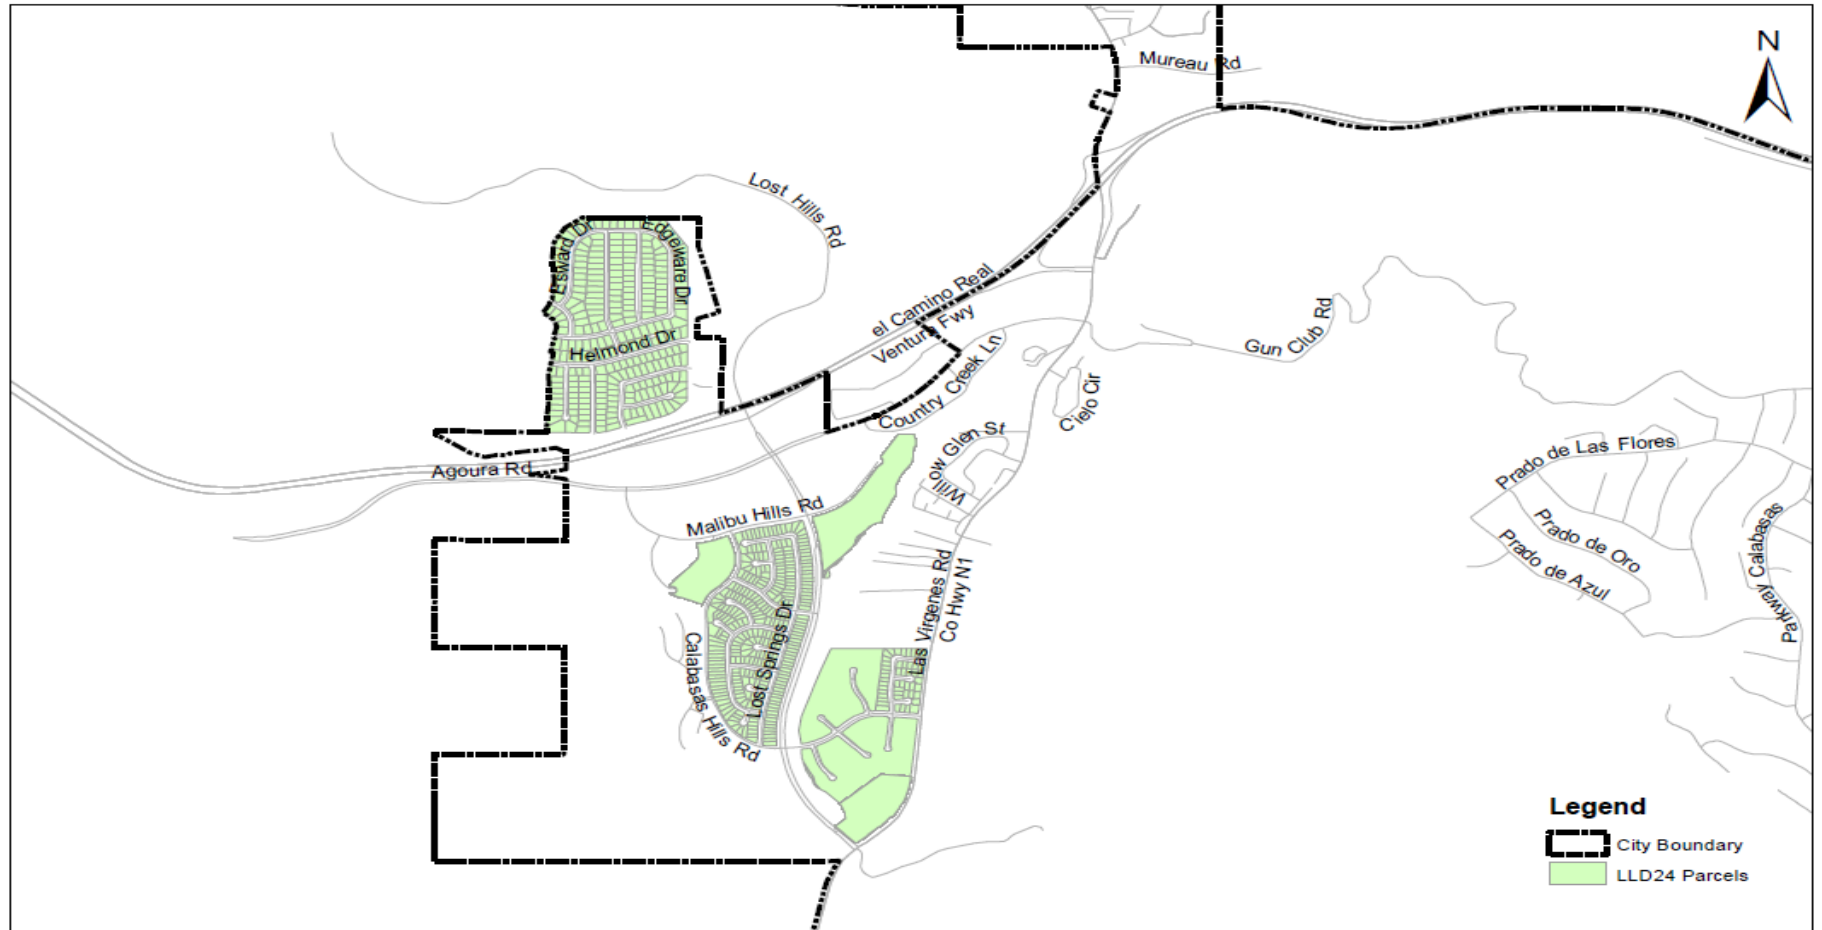 N
Mureau Rd
Lost Hills Rd
Esward Dr
Edgeware Dr
el Camino Real
Ventura Fwy
Helmond Dr
Gun Club Rd
Country Creek Ln
Cielo Cir
Willow Glen St
Agoura Rd
Prado de Las Flores
Malibu Hills Rd
Prado de Oro
Prado de Azul
Parkway Calabasas
Las Virgenes Rd
Co Hwy N1
Lost Springs Dr
Calabasas Hills Rd
Legend
City Boundary
LLD24 Parcels